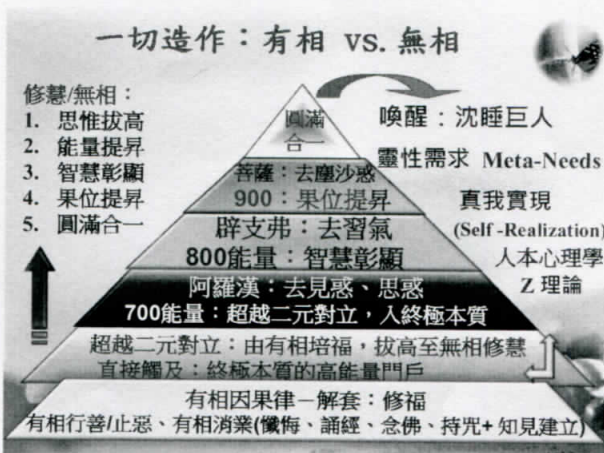 一切造作：有相 vs. 無相
修慧/無相：
1. 思惟拔高
2. 能量提昇
3. 智慧彰顯
4. 果位提昇
5. 圓滿合一
圓滿
合一
菩薩：去塵沙惑
900：果位提昇
辟支弗：去習氣
800能量：智慧彰顯
阿羅漢：去見惑、思惑
700能量：超越二元對立，入終極本質
超越二元對立：由有相培福，拔高至無相修慧
直接觸及：終極本質的高能量門戶
有相因果律－解套：修福
有相行善/止惡、有相消業(懺悔、誦經、念佛、持咒+ 知見建立)
喚醒：沈睡巨人
靈性需求 Meta-Needs
真我實現
(Self -Realization)
人本心理學
Z 理論